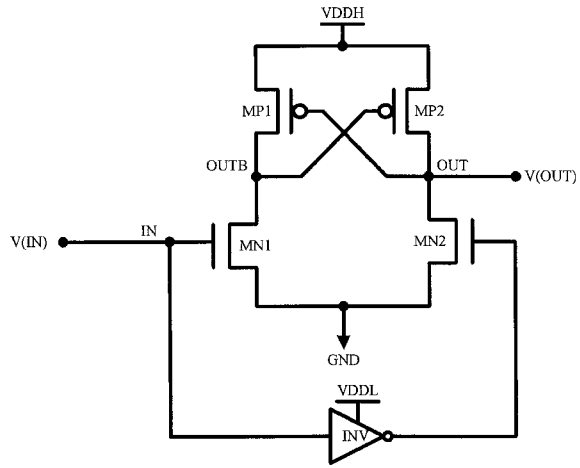 VDDH
MP1
MP2
OUTB
OUT
V(OUT)
V(IN)
IN
MN1
MN2
GND
VDDL
INV